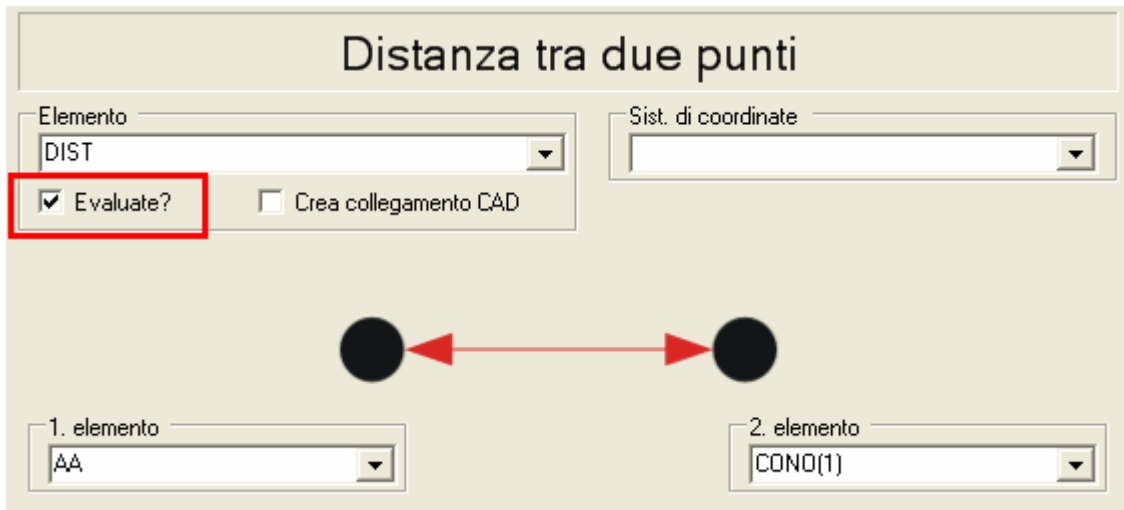 Distanza tra due punti
Elemento
Sist. di coordinate
DIST
Evaluate?
Crea collegamento CAD
1. elemento
2. elemento
AA
CONO(1)